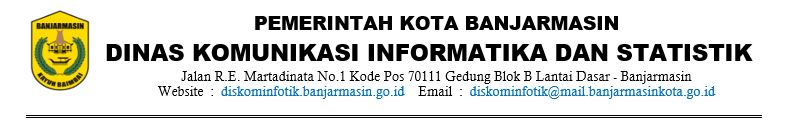 BANJARMASIN
KAYUH BAIMBAI
PEMERINTAH KOTA BANJARMASIN
DINAS KOMUNIKASI INFORMATIKA DAN STATISTIK
Jalan R.E. Martadinata No.1 Kode Pos 70111 Gedung Blok B Lantai Dasar - Banjarmasin
Website : diskominfotik.banjarmasin.go.id Email : diskominfotik@mail.banjarmasinkota.go.id